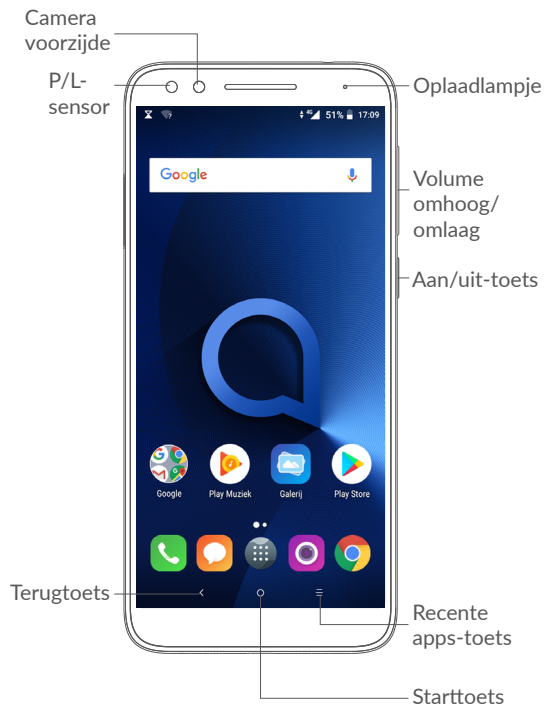 Camera
voorzijde
P/L-
sensor
Oplaadlampje
4G 51% 17:09
Google
Volume
omhoog/
omlaag
Aan/uit-toets
Google Play Muziek Galerij Play Store
Terugtoets
Recente
apps-toets
Starttoets